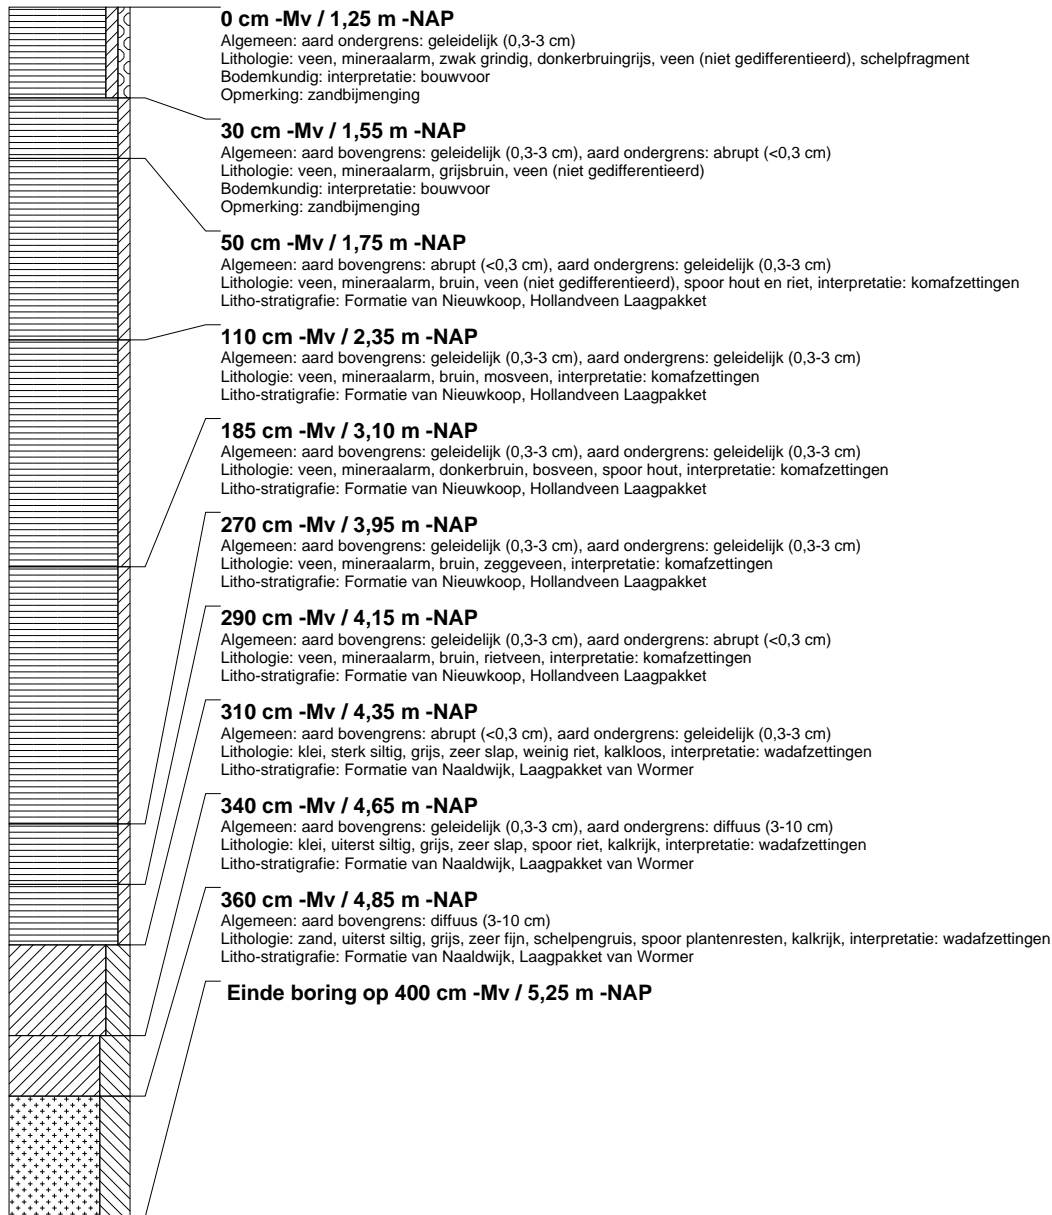 0 cm -Mv / 1,25 m -NAP
Algemeen: aard ondergrens: geleidelijk (0,3-3 cm)
Lithologie: veen, mineraalarm, zwak grindig, donkerbruingrijs, veen (niet gedifferentieerd), schelpfragment
Bodemkundig: interpretatie: bouwvoor
Opmerking: zandbijmenging
30 cm -Mv / 1,55 m -NAP
Algemeen: aard bovengrens: geleidelijk (0,3-3 cm), aard ondergrens: abrupt (<0,3 cm)
Lithologie: veen, mineraalarm, grijsbruin, veen (niet gedifferentieerd)
Bodemkundig: interpretatie: bouwvoor
Opmerking: zandbijmenging
50 cm -Mv / 1,75 m -NAP
Algemeen: aard bovengrens: abrupt (<0,3 cm), aard ondergrens: geleidelijk (0,3-3 cm)
Lithologie: veen, mineraalarm, bruin, veen (niet gedifferentieerd), spoor hout en riet, interpretatie: komafzettingen
Litho-stratigrafie: Formatie van Nieuwkoop, Hollandveen Laagpakket
110 cm -Mv / 2,35 m -NAP
Algemeen: aard bovengrens: geleidelijk (0,3-3 cm), aard ondergrens: geleidelijk (0,3-3 cm)
Lithologie: veen, mineraalarm, bruin, mosveen, interpretatie: komafzettingen
Litho-stratigrafie: Formatie van Nieuwkoop, Hollandveen Laagpakket
185 cm -Mv / 3,10 m -NAP
Algemeen: aard bovengrens: geleidelijk (0,3-3 cm), aard ondergrens: geleidelijk (0,3-3 cm)
Lithologie: veen, mineraalarm, donkerbruin, bosveen, spoor hout, interpretatie: komafzettingen
Litho-stratigrafie: Formatie van Nieuwkoop, Hollandveen Laagpakket
270 cm -Mv / 3,95 m -NAP
Algemeen: aard bovengrens: geleidelijk (0,3-3 cm), aard ondergrens: geleidelijk (0,3-3 cm)
Lithologie: veen, mineraalarm, bruin, zeggeveen, interpretatie: komafzettingen
Litho-stratigrafie: Formatie van Nieuwkoop, Hollandveen Laagpakket
290 cm -Mv / 4,15 m -NAP
Algemeen: aard bovengrens: geleidelijk (0,3-3 cm), aard ondergrens: abrupt (<0,3 cm)
Lithologie: veen, mineraalarm, bruin, rietveen, interpretatie: komafzettingen
Litho-stratigrafie: Formatie van Nieuwkoop, Hollandveen Laagpakket
310 cm -Mv / 4,35 m -NAP
Algemeen: aard bovengrens: abrupt (<0,3 cm), aard ondergrens: geleidelijk (0,3-3 cm)
Lithologie: klei, sterk siltig, grijs, zeer slap, weinig riet, kalkloos, interpretatie: wadafzettingen
Litho-stratigrafie: Formatie van Naaldwijk, Laagpakket van Wormer
340 cm -Mv / 4,65 m -NAP
Algemeen: aard bovengrens: geleidelijk (0,3-3 cm), aard ondergrens: diffuus (3-10 cm)
Lithologie: klei, uiterst siltig, grijs, zeer slap, spoor riet, kalkrijk, interpretatie: wadafzettingen
Litho-stratigrafie: Formatie van Naaldwijk, Laagpakket van Wormer
360 cm -Mv / 4,85 m -NAP
Algemeen: aard bovengrens: diffuus (3-10 cm)
Lithologie: zand, uiterst siltig, grijs, zeer fijn, schelpengruis, spoor plantenresten, kalkrijk, interpretatie: wadafzettingen
Litho-stratigrafie: Formatie van Naaldwijk, Laagpakket van Wormer
Einde boring op 400 cm -Mv / 5,25 m -NAP